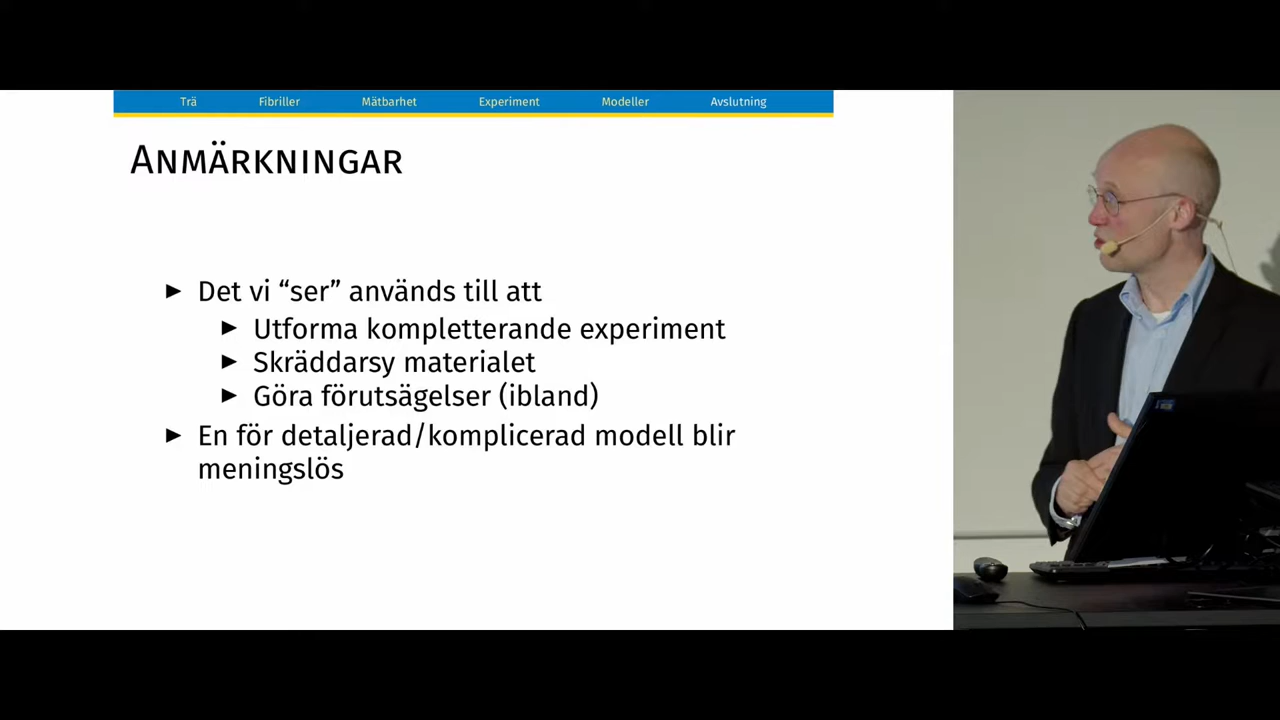 Trä Fibriller Mätbarhet Experiment Modeller Avslutning
Anmärkningar
Det vi “ser” används till att
Utforma kompletterande experiment
Skräddarsy materialet
Göra förutsägelser (ibland)
En för detaljerad/komplicerad modell blir
meningslös